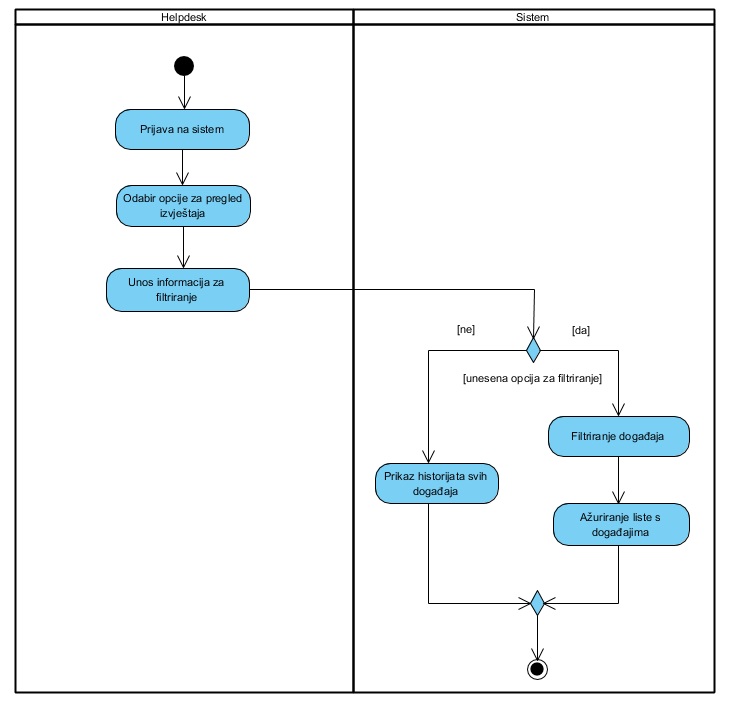 Helpdesk
Sistem
Prijava na sistem
Odabir opcije za pregled
izvještaja
Unos informacija za
filtriranje
[ne]
[da]
[unesena opcija za filtriranje]
Filtriranje događaja
Prikaz historijata svih
događaja
Ažuriranje liste s
događajima